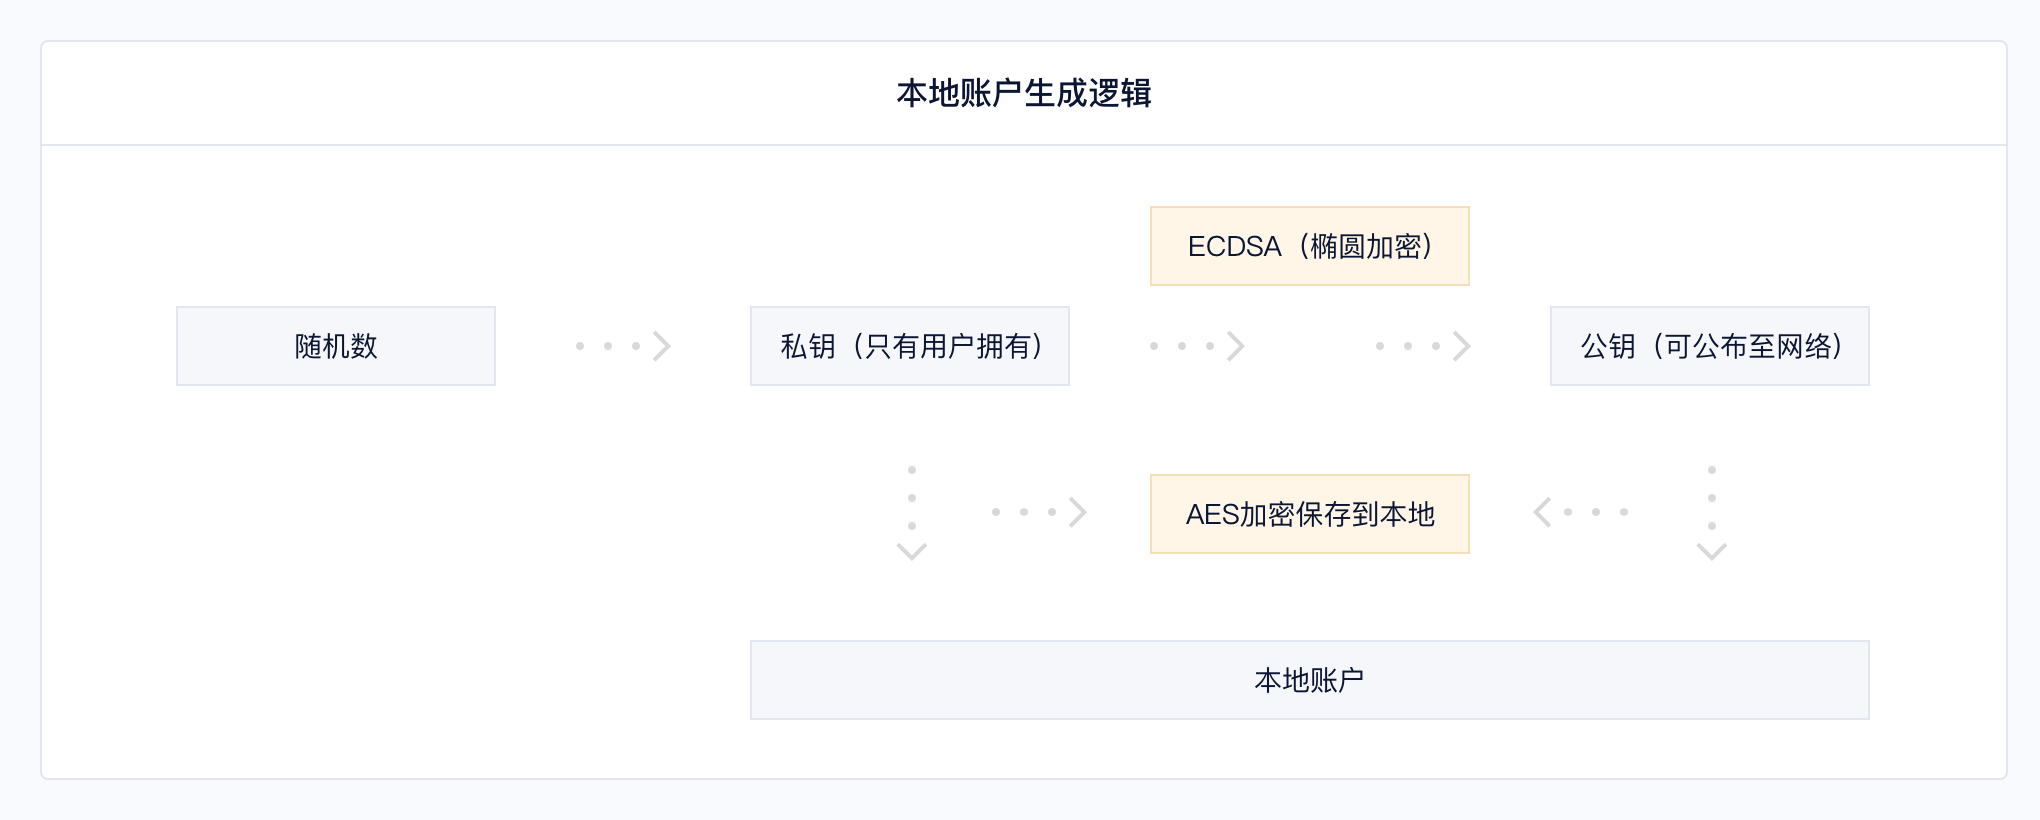 本地账户生成逻辑
ECDSA（椭圆加密）
随机数
私钥（只有用户拥有）
公钥（可公布至网络）
AES加密保存到本地
本地账户